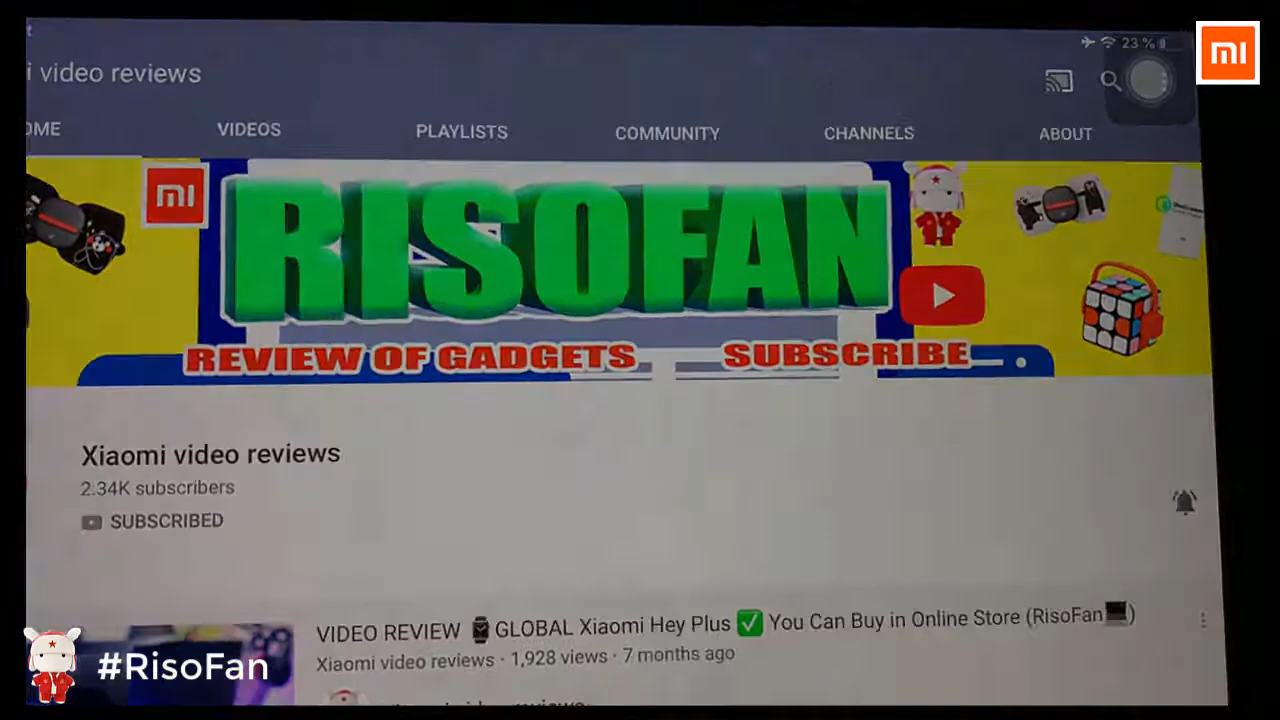 23 %
mi
i video reviews
OME VIDEOS PLAYLISTS COMMUNITY CHANNELS ABOUT
mi
RISOFAN
REVIEW OF GADGETS SUBSCRIBE
Xiaomi video reviews
2.34K subscribers
SUBSCRIBED
VIDEO REVIEW ⌚GLOBAL Xiaomi Hey Plus ✅ You Can Buy in Online Store (RisoFan💻)
Xiaomi video reviews · 1,928 views · 7 months ago
#RisoFan